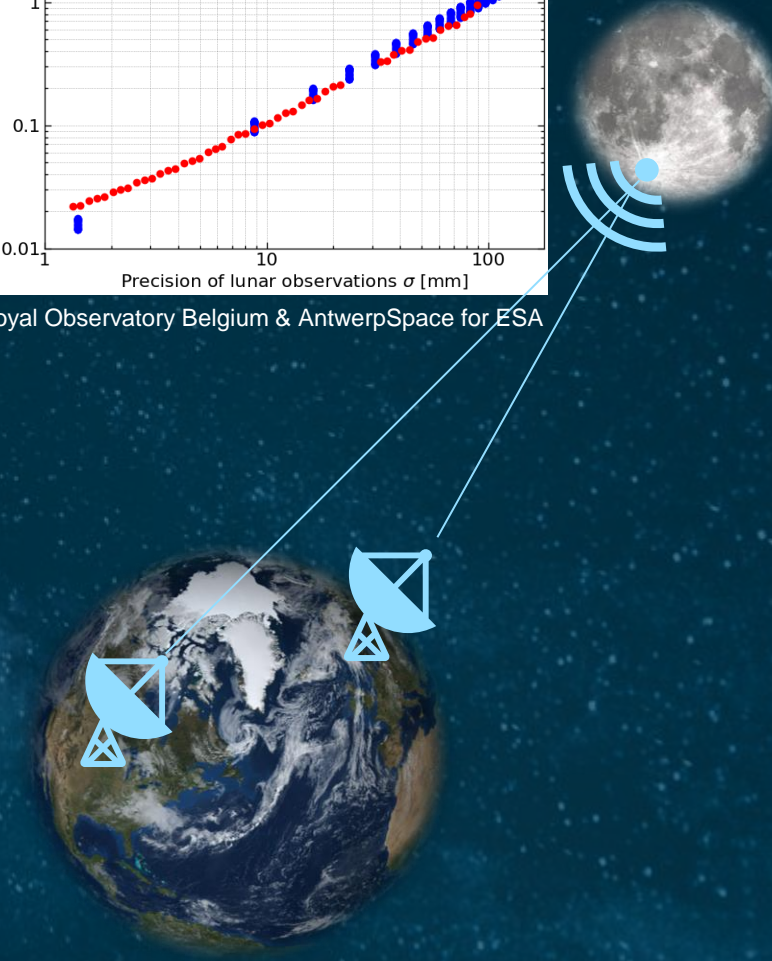 1
0.1
0.01
1 10 100
Precision of lunar observations σ [mm]
oyal Observatory Belgium & AntwerpSpace for ESA